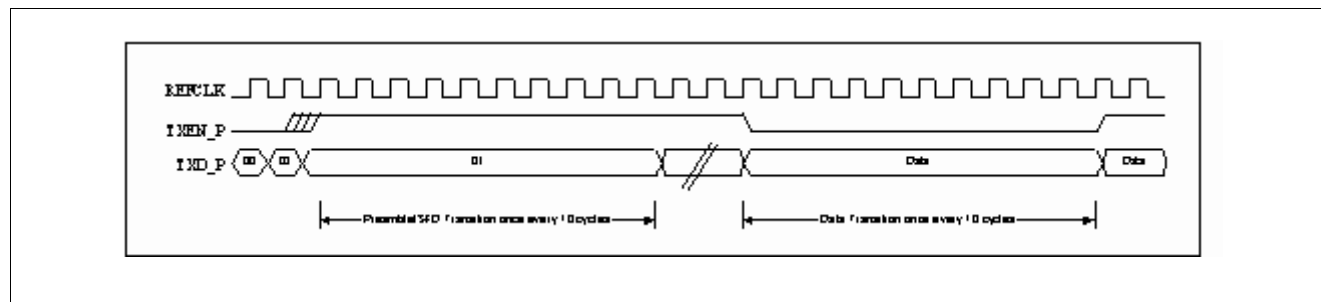 REFCLK
TXEN_P
TXD_P 00 00 01 Data Data
Preamble/SFD Transition once every 10 cycles Data Transition once every 10 cycles